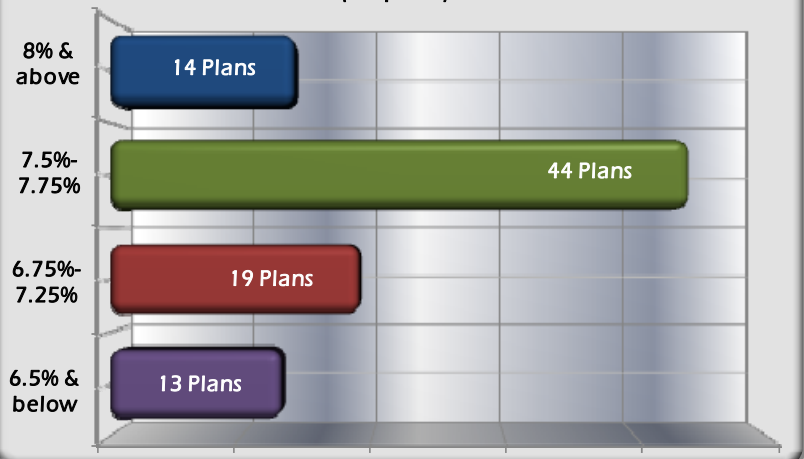 8% &
above
14 Plans
7.5%-
7.75%
44 Plans
6.75%-
7.25%
19 Plans
6.5% &
below
13 Plans